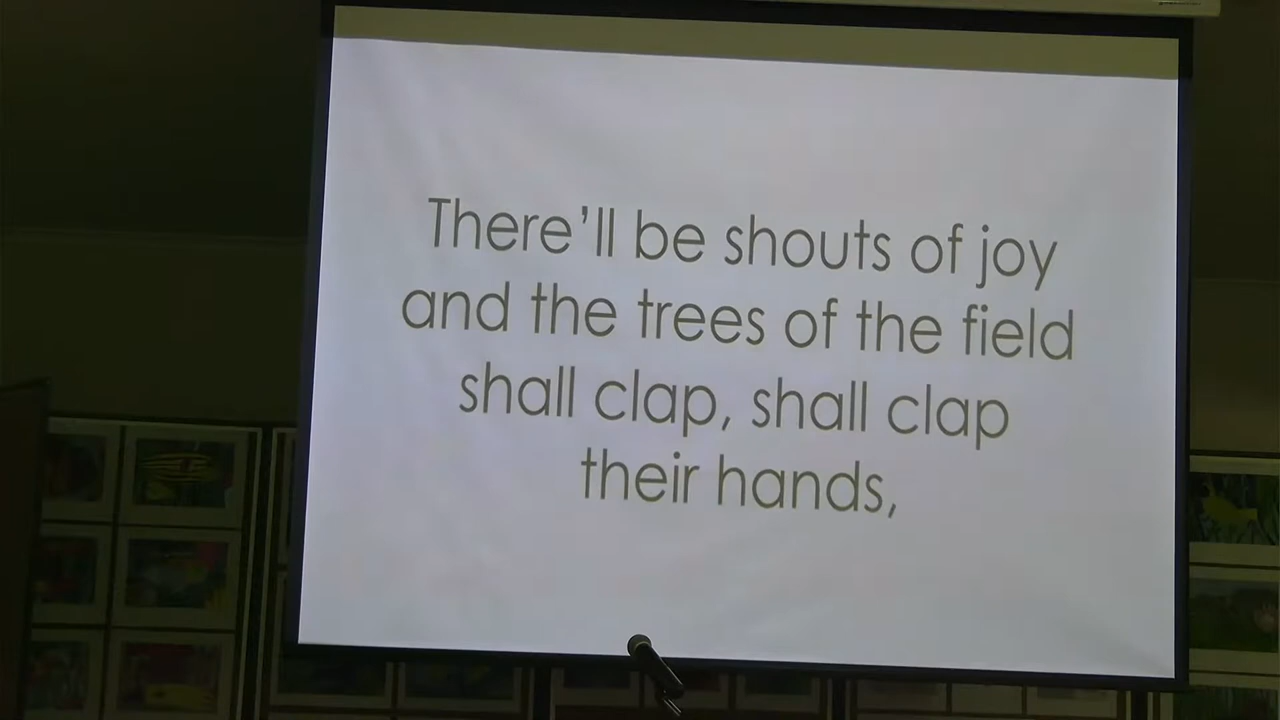 There’ll be shouts of joy
and the trees of the field
shall clap, shall clap
their hands,